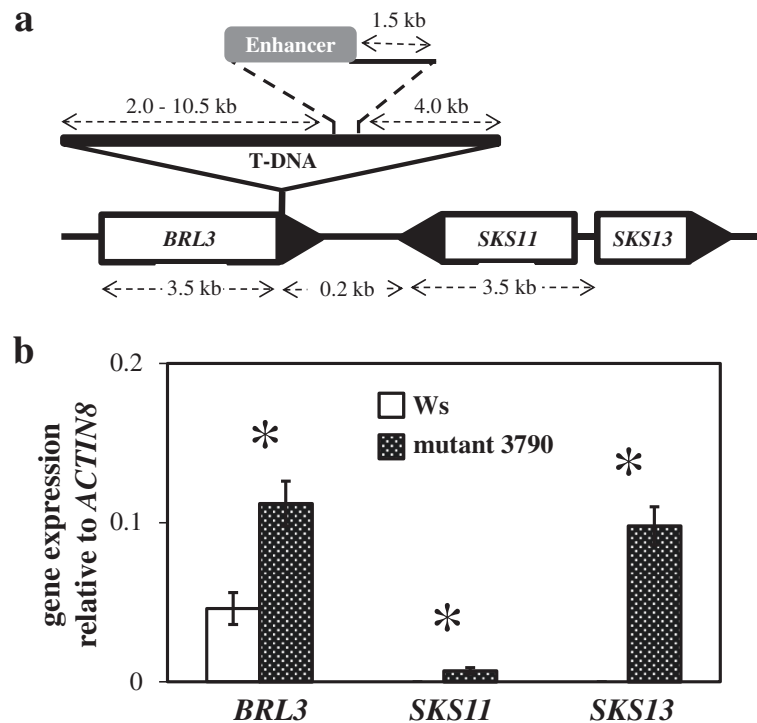 a
1.5 kb
Enhancer
2.0 - 10.5 kb
4.0 kb
T-DNA
BRL3
SKS11
SKS13
3.5 kb
0.2 kb
3.5 kb
b
0.2
0.1
0
gene expression
relative to ACTIN8
Ws
mutant 3790
*
*
*
BRL3
SKS11
SKS13